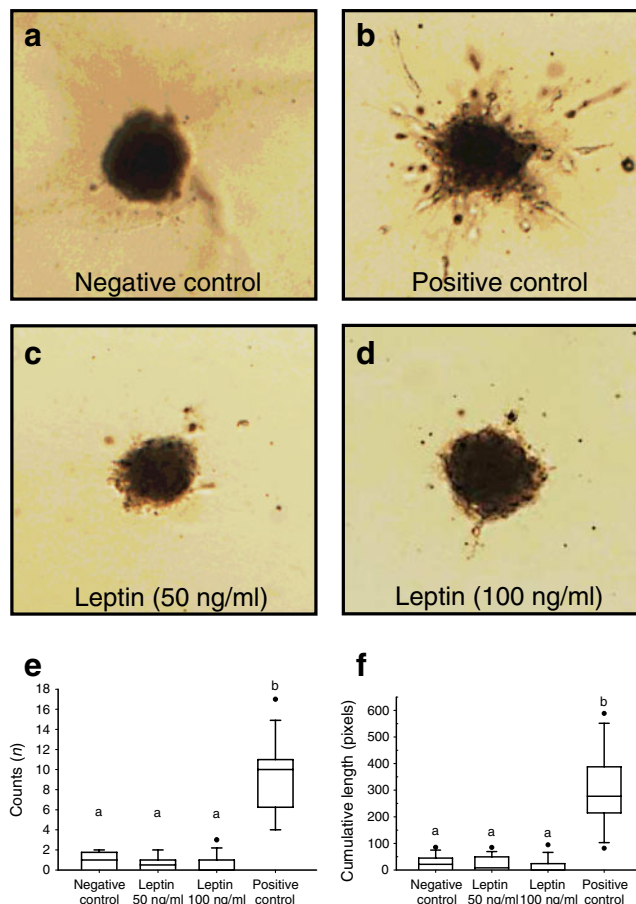 a
Negative control
b
Positive control
c
Leptin (50 ng/ml)
d
Leptin (100 ng/ml)
e
Counts (n)
18
16
14
12
10
8
6
4
2
0
a
a
a
b
Negative control
Leptin 50 ng/ml
Leptin 100 ng/ml
Positive control
f
Cumulative length (pixels)
600
500
400
300
200
100
0
a
a
a
b
Negative control
Leptin 50 ng/ml
Leptin 100 ng/ml
Positive control